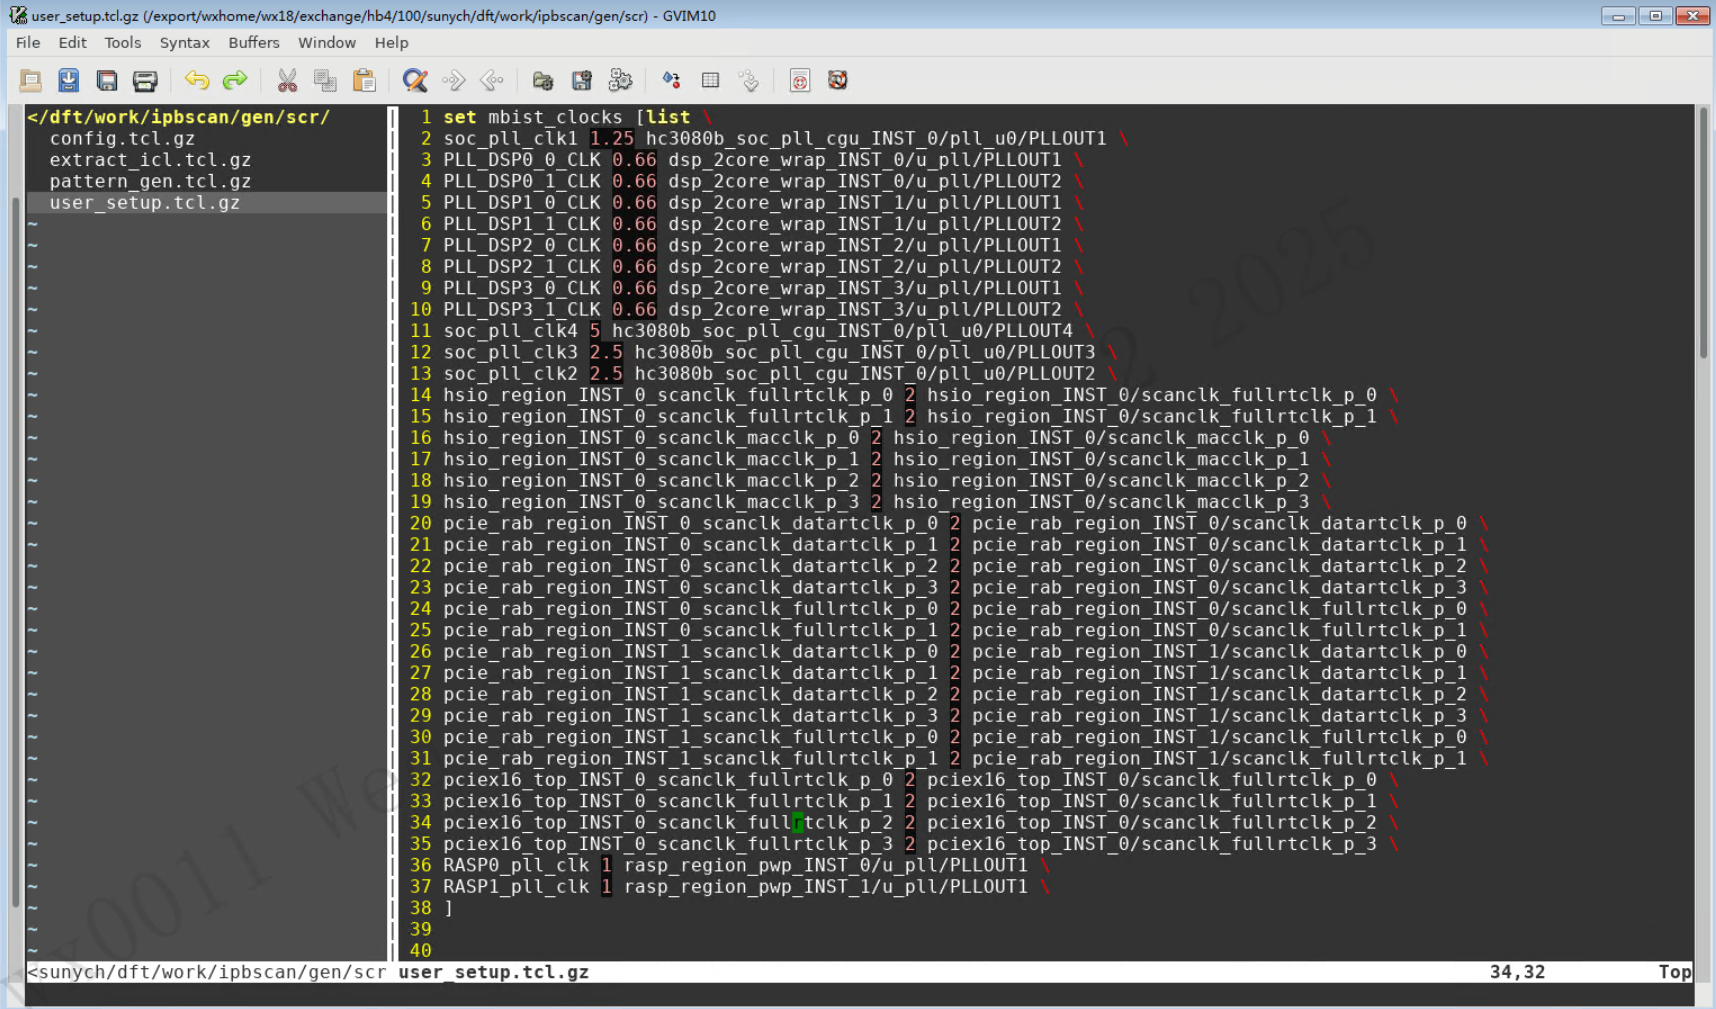 user_setup.tcl.gz (/export/wxhome/wx18/exchange/hb4/100/sunych/dft/work/ipbscan/gen/scr) - GVIM10
File Edit Tools Syntax Buffers Window Help
</dft/work/ipbscan/gen/scr/
config.tcl.gz
extract_icl.tcl.gz
pattern_gen.tcl.gz
user_setup.tcl.gz
1 set mbist_clocks [list \
2 soc_pll_clk1 1.25 hc3080b_soc_pll_cgu_INST_0/pll_u0/PLLOUT1 \
3 PLL_DSP0_0_CLK 0.66 dsp_2core_wrap_INST_0/u_pll/PLLOUT1 \
4 PLL_DSP0_1_CLK 0.66 dsp_2core_wrap_INST_0/u_pll/PLLOUT2 \
5 PLL_DSP1_0_CLK 0.66 dsp_2core_wrap_INST_1/u_pll/PLLOUT1 \
6 PLL_DSP1_1_CLK 0.66 dsp_2core_wrap_INST_1/u_pll/PLLOUT2 \
7 PLL_DSP2_0_CLK 0.66 dsp_2core_wrap_INST_2/u_pll/PLLOUT1 \
8 PLL_DSP2_1_CLK 0.66 dsp_2core_wrap_INST_2/u_pll/PLLOUT2 \
9 PLL_DSP3_0_CLK 0.66 dsp_2core_wrap_INST_3/u_pll/PLLOUT1 \
10 PLL_DSP3_1_CLK 0.66 dsp_2core_wrap_INST_3/u_pll/PLLOUT2 \
11 soc_pll_clk4 5 hc3080b_soc_pll_cgu_INST_0/pll_u0/PLLOUT4 \
12 soc_pll_clk3 2.5 hc3080b_soc_pll_cgu_INST_0/pll_u0/PLLOUT3 \
13 soc_pll_clk2 2.5 hc3080b_soc_pll_cgu_INST_0/pll_u0/PLLOUT2 \
14 hsio_region_INST_0_scanclk_fullrtclk_p_0 2 hsio_region_INST_0/scanclk_fullrtclk_p_0 \
15 hsio_region_INST_0_scanclk_fullrtclk_p_1 2 hsio_region_INST_0/scanclk_fullrtclk_p_1 \
16 hsio_region_INST_0_scanclk_macclk_p_0 2 hsio_region_INST_0/scanclk_macclk_p_0 \
17 hsio_region_INST_0_scanclk_macclk_p_1 2 hsio_region_INST_0/scanclk_macclk_p_1 \
18 hsio_region_INST_0_scanclk_macclk_p_2 2 hsio_region_INST_0/scanclk_macclk_p_2 \
19 hsio_region_INST_0_scanclk_macclk_p_3 2 hsio_region_INST_0/scanclk_macclk_p_3 \
20 pcie_rab_region_INST_0_scanclk_datartclk_p_0 2 pcie_rab_region_INST_0/scanclk_datartclk_p_0 \
21 pcie_rab_region_INST_0_scanclk_datartclk_p_1 2 pcie_rab_region_INST_0/scanclk_datartclk_p_1 \
22 pcie_rab_region_INST_0_scanclk_datartclk_p_2 2 pcie_rab_region_INST_0/scanclk_datartclk_p_2 \
23 pcie_rab_region_INST_0_scanclk_datartclk_p_3 2 pcie_rab_region_INST_0/scanclk_datartclk_p_3 \
24 pcie_rab_region_INST_0_scanclk_fullrtclk_p_0 2 pcie_rab_region_INST_0/scanclk_fullrtclk_p_0 \
25 pcie_rab_region_INST_0_scanclk_fullrtclk_p_1 2 pcie_rab_region_INST_0/scanclk_fullrtclk_p_1 \
26 pcie_rab_region_INST_1_scanclk_datartclk_p_0 2 pcie_rab_region_INST_1/scanclk_datartclk_p_0 \
27 pcie_rab_region_INST_1_scanclk_datartclk_p_1 2 pcie_rab_region_INST_1/scanclk_datartclk_p_1 \
28 pcie_rab_region_INST_1_scanclk_datartclk_p_2 2 pcie_rab_region_INST_1/scanclk_datartclk_p_2 \
29 pcie_rab_region_INST_1_scanclk_datartclk_p_3 2 pcie_rab_region_INST_1/scanclk_datartclk_p_3 \
30 pcie_rab_region_INST_1_scanclk_fullrtclk_p_0 2 pcie_rab_region_INST_1/scanclk_fullrtclk_p_0 \
31 pcie_rab_region_INST_1_scanclk_fullrtclk_p_1 2 pcie_rab_region_INST_1/scanclk_fullrtclk_p_1 \
32 pciex16_top_INST_0_scanclk_fullrtclk_p_0 2 pciex16_top_INST_0/scanclk_fullrtclk_p_0 \
33 pciex16_top_INST_0_scanclk_fullrtclk_p_1 2 pciex16_top_INST_0/scanclk_fullrtclk_p_1 \
34 pciex16_top_INST_0_scanclk_fullrtclk_p_2 2 pciex16_top_INST_0/scanclk_fullrtclk_p_2 \
35 pciex16_top_INST_0_scanclk_fullrtclk_p_3 2 pciex16_top_INST_0/scanclk_fullrtclk_p_3 \
36 RASP0_pll_clk 1 rasp_region_pwp_INST_0/u_pll/PLLOUT1 \
37 RASP1_pll_clk 1 rasp_region_pwp_INST_1/u_pll/PLLOUT1 \
38 ]
39
40
<sunych/dft/work/ipbscan/gen/scr user_setup.tcl.gz 34,32 Top
wx0011 We
2 2025